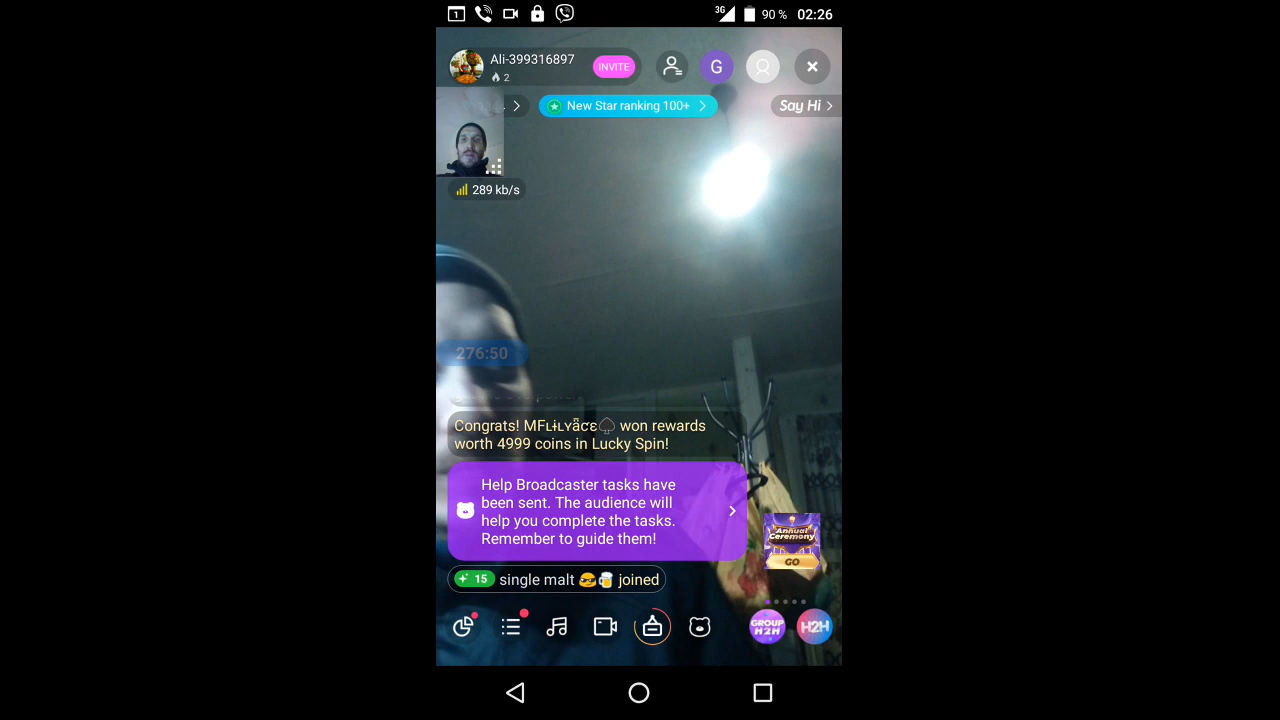 1
3G
90 %
02:26
Ali-399316897
2
INVITE
G
New Star ranking 100+
Say Hi
289 kb/s
276:50
Congrats! MFʟɨʟʏǟƈɛ♤ won rewards
worth 4999 coins in Lucky Spin!
Help Broadcaster tasks have
been sent. The audience will
help you complete the tasks.
Remember to guide them!
Annual
Ceremony
GO
15 single malt 🍔🍺 joined
GROUP
H2H
H2H